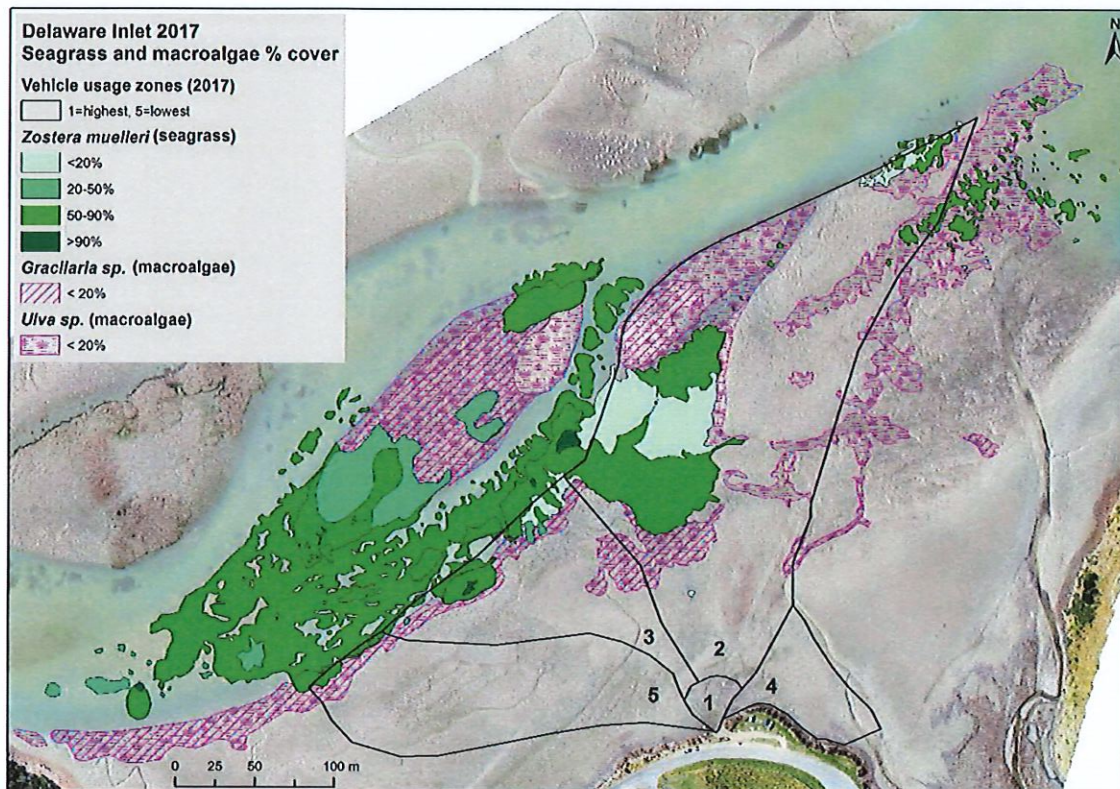 Delaware Inlet 2017
Seagrass and macroalgae % cover
Vehicle usage zones (2017)
1=highest, 5=lowest
Zostera muelleri (seagrass)
<20%
20-50%
50-90%
>90%
Gracilaria sp. (macroalgae)
< 20%
Ulva sp. (macroalgae)
< 20%
N
3
2
5
1
4
0 25 50 100 m